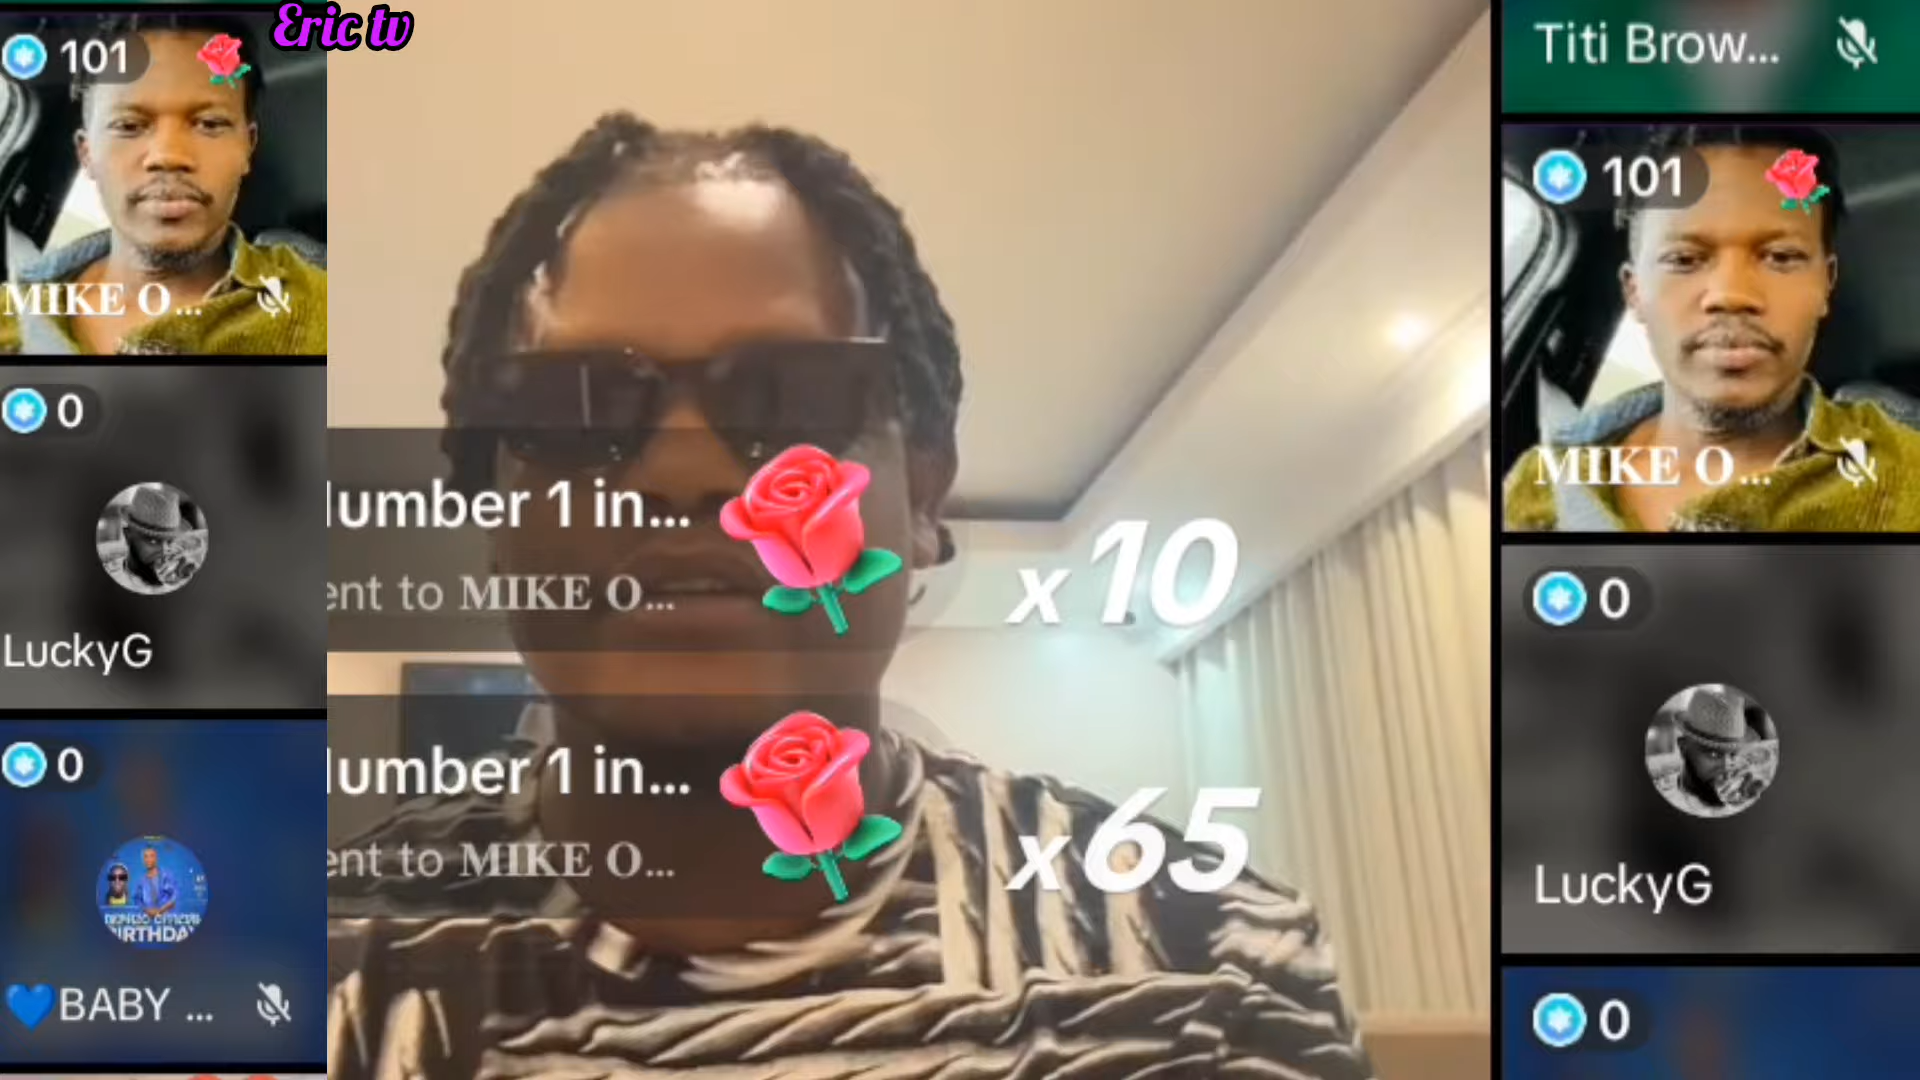 Eric tv
101
MIKE O...
0
LuckyG
0
BIRTHDAY
💙BABY ...
umber 1 in...
ent to MIKE O...
x10
umber 1 in...
ent to MIKE O...
x65
Titi Brow...
101
MIKE O...
0
LuckyG
0